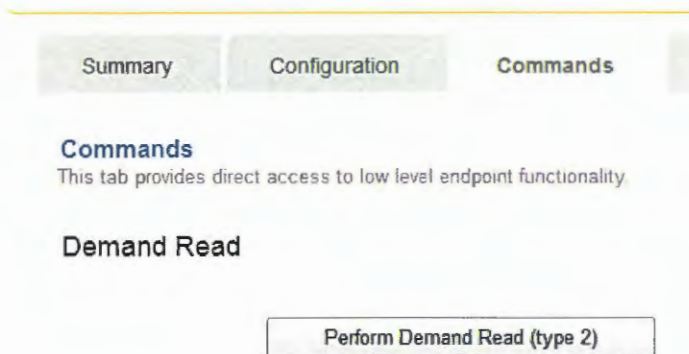 Summary Configuration Commands
Commands
This tab provides direct access to low level endpoint functionality
Demand Read
Perform Demand Read (type 2)